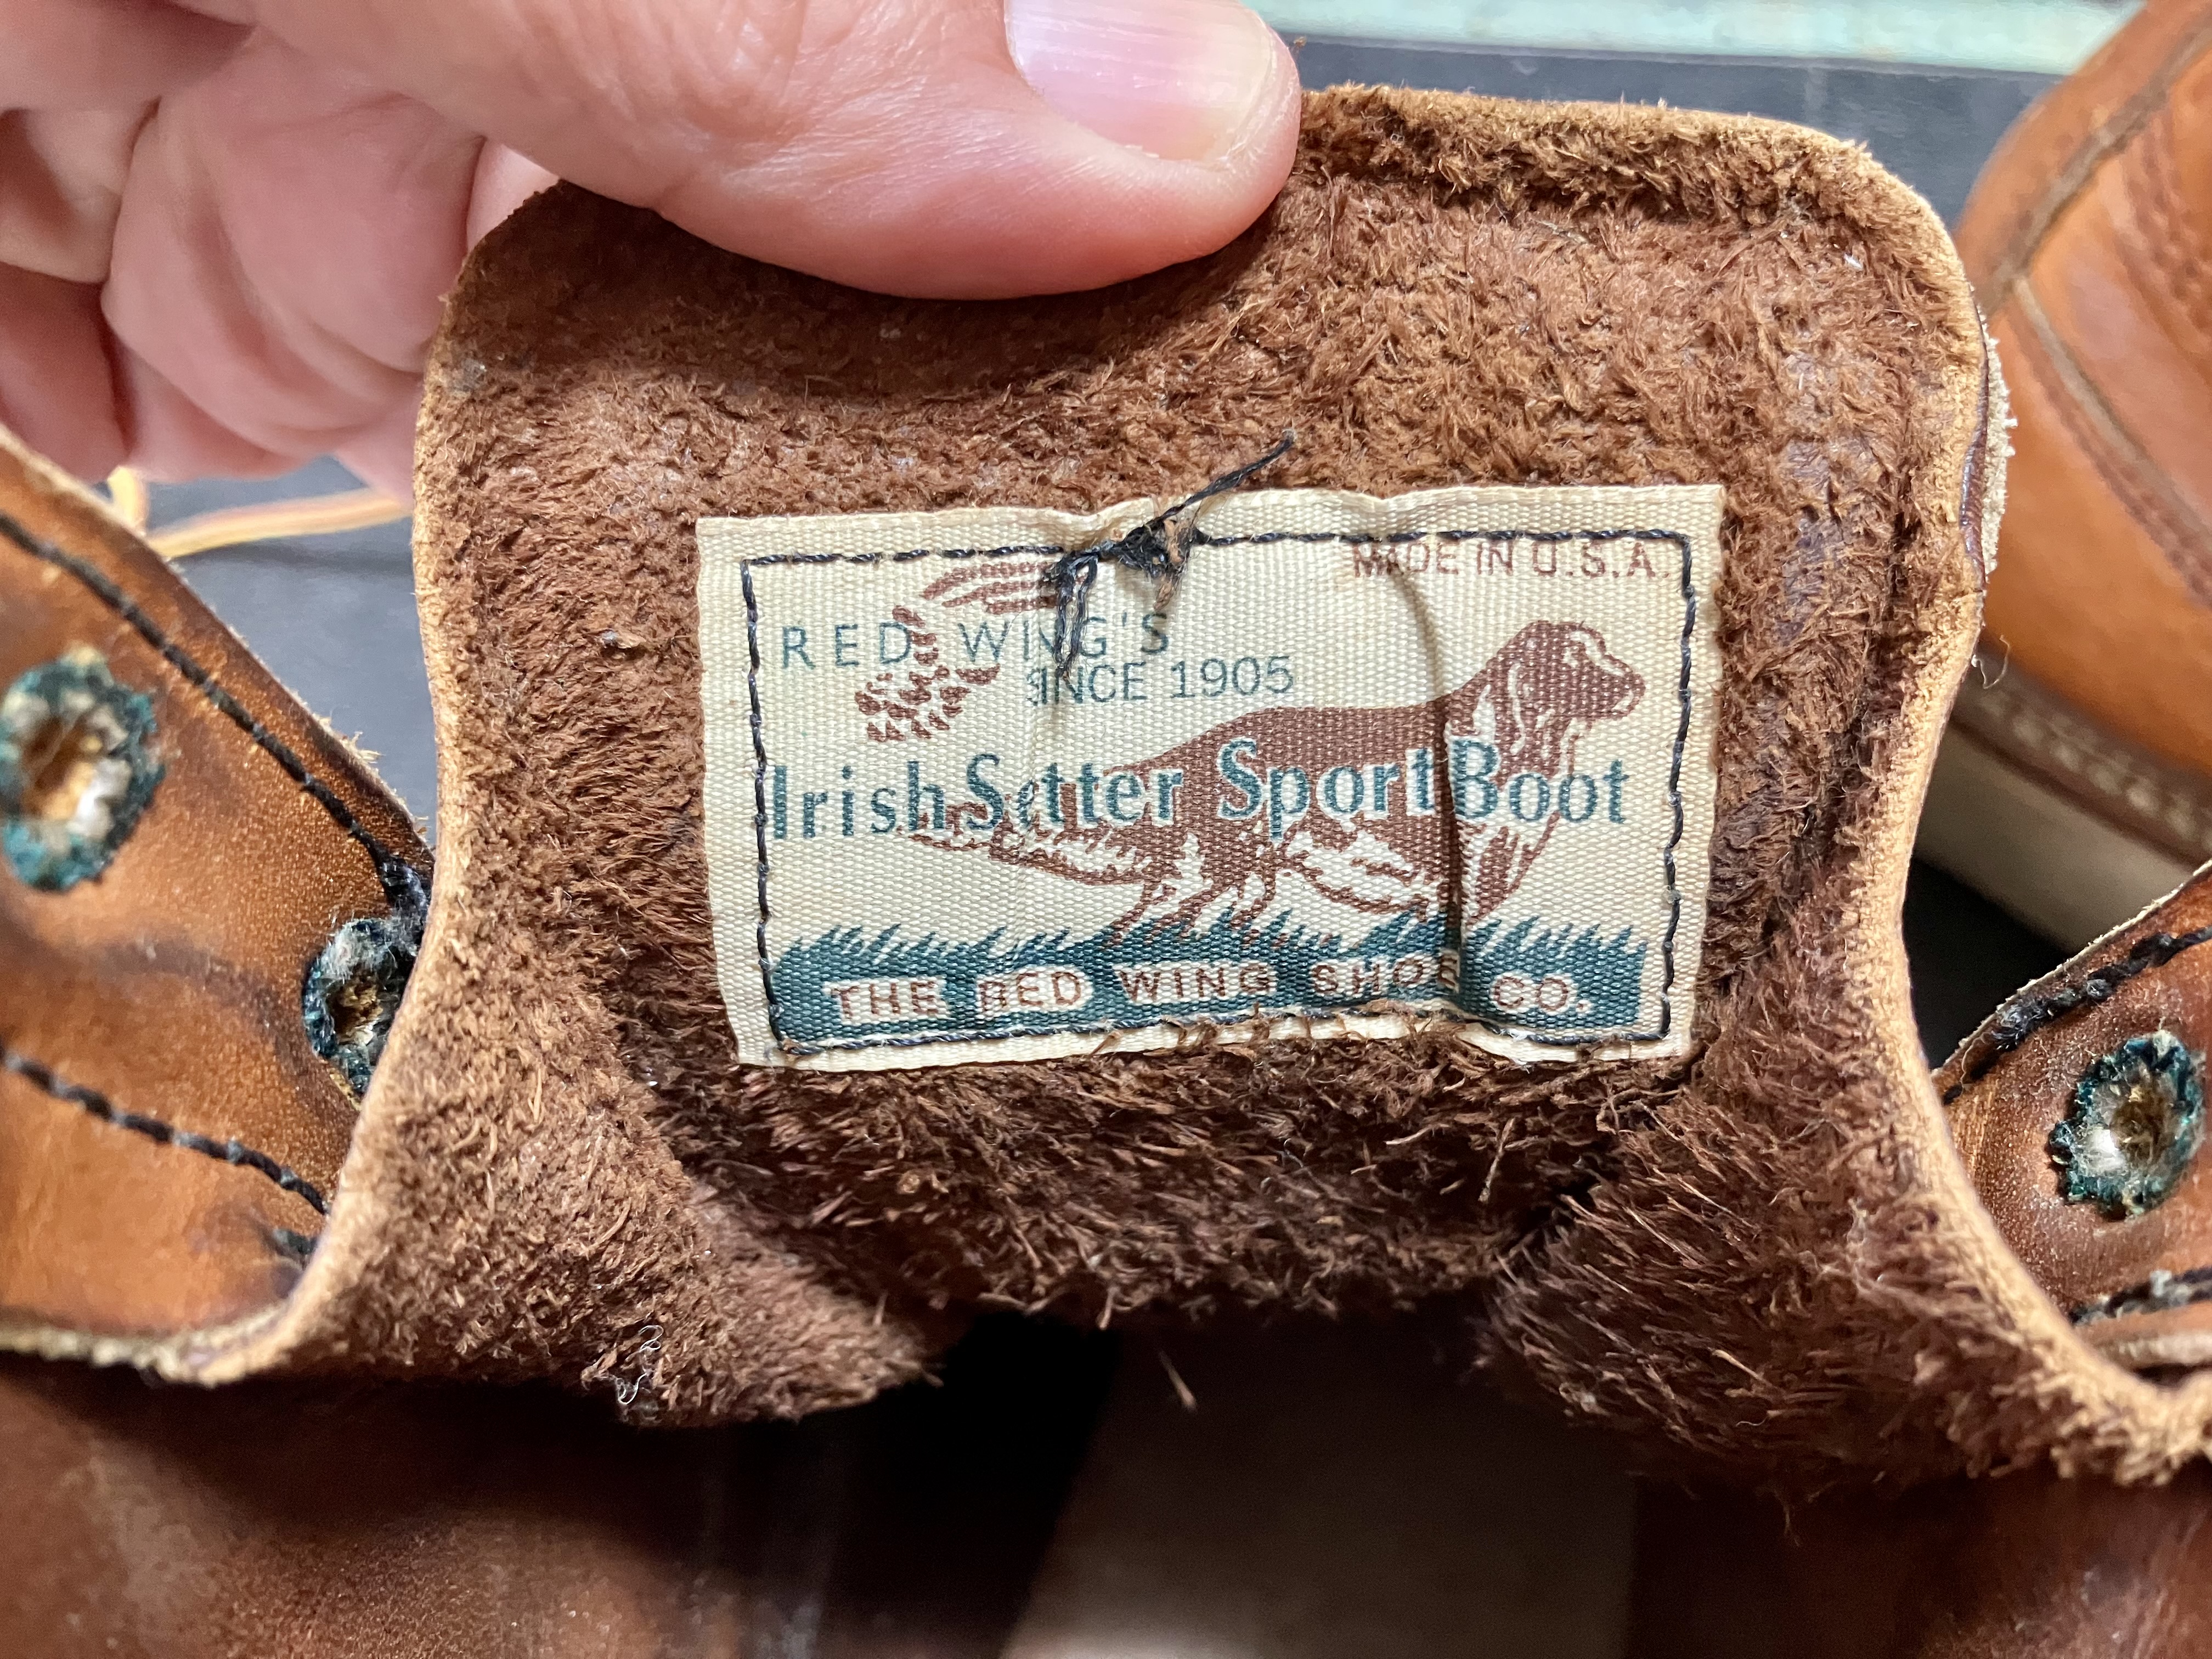 MADE IN U.S.A.
RED WING'S
SINCE 1905
Irish Setter Sport Boot
THE RED WING SHOE CO.